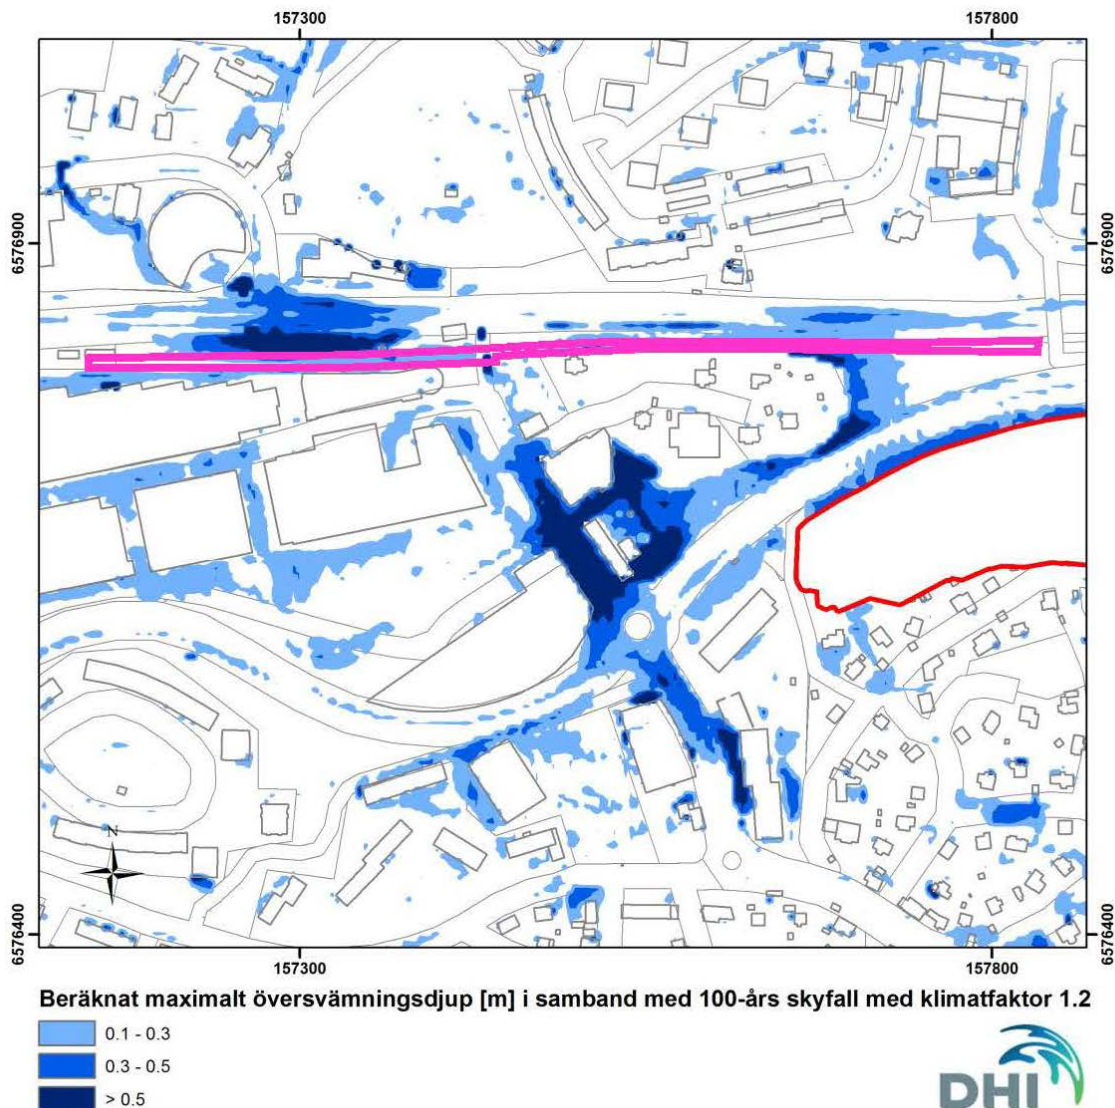 157300
157800
6576900
6576900
N
6576400
6576400
157300
157800
Beräknat maximalt översvämningsdjup [m] i samband med 100-års skyfall med klimatfaktor 1.2
0.1 - 0.3
0.3 - 0.5
> 0.5
DHI